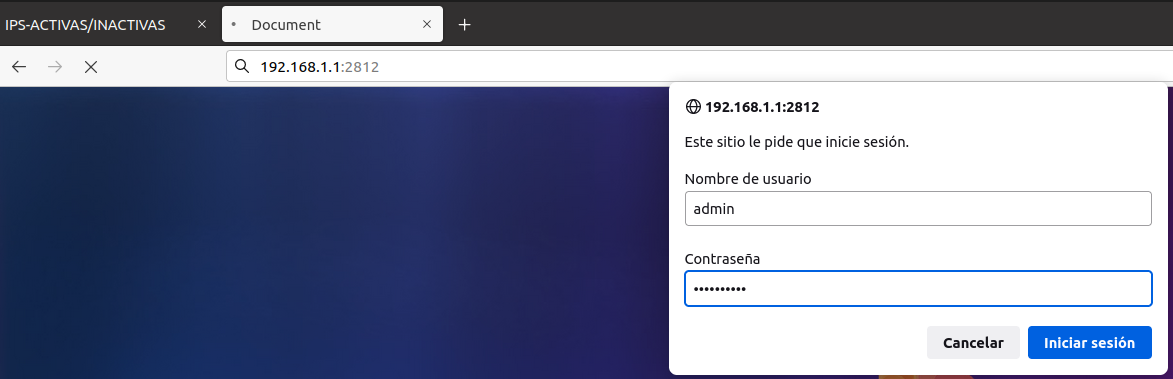 IPS-ACTIVAS/INACTIVAS
Document
192.168.1.1:2812
192.168.1.1:2812
Este sitio le pide que inicie sesión.
Nombre de usuario
admin
Contraseña
••••••••••
Cancelar
Iniciar sesión